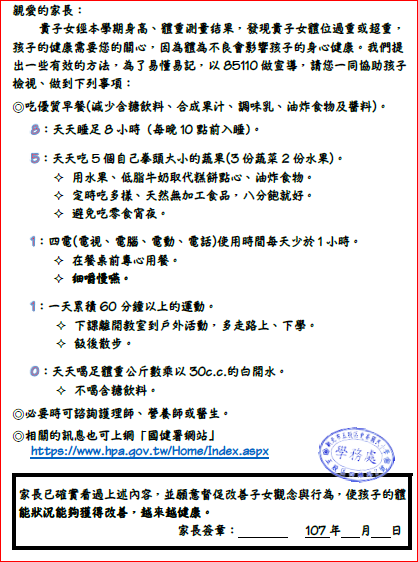 親愛的家長：
貴子女經本學期身高、體重測量結果，發現貴子女體位過重或超重，
孩子的健康需要您的關心，因為體為不良會影響孩子的身心健康。我們提
出一些有效的方法，為了易懂易記，以 85110 做宣導，請您一同協助孩子
檢視、做到下列事項：
◎吃優質早餐(減少含糖飲料、合成果汁、調味乳、油炸食物及醬料)。
8：天天睡足 8 小時（每晚 10 點前入睡)。
5：天天吃 5 個自己拳頭大小的蔬果(3 份蔬菜 2 份水果)。
✧ 用水果、低脂牛奶取代糕餅點心、油炸食物。
✧ 定時吃多樣、天然無加工食品，八分飽就好。
✧ 避免吃零食宵夜。
1：四電(電視、電腦、電動、電話)使用時間每天少於 1 小時。
✧ 在餐桌前專心用餐。
✧ 細嚼慢嚥。
1：一天累積 60 分鐘以上的運動。
✧ 下課離開教室到戶外活動，多走路上、下學。
✧ 飯後散步。
0：天天喝足體重公斤數乘以 30c.c.的白開水。
✧ 不喝含糖飲料。
◎必要時可諮詢護理師、營養師或醫生。
◎相關的訊息也可上網「國健署網站」
https://www.hpa.gov.tw/Home/Index.aspx
學務處
家長已確實看過上述內容，並願意督促改善子女觀念與行為，使孩子的體
能狀況能夠獲得改善，越來越健康。
家長簽章：________ 107 年___月___日